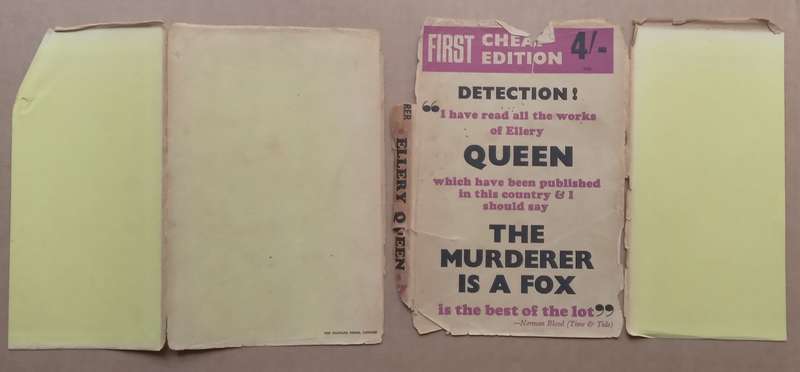 FIRST CHEAP EDITION 4/- 
DETECTION!
“I have read all the works
of Ellery
QUEEN
which have been published
in this country & I
should say
THE
MURDERER
IS A FOX
is the best of the lot”
—Norman Blood (Time & Tide)
RER
ELLERY QUEEN